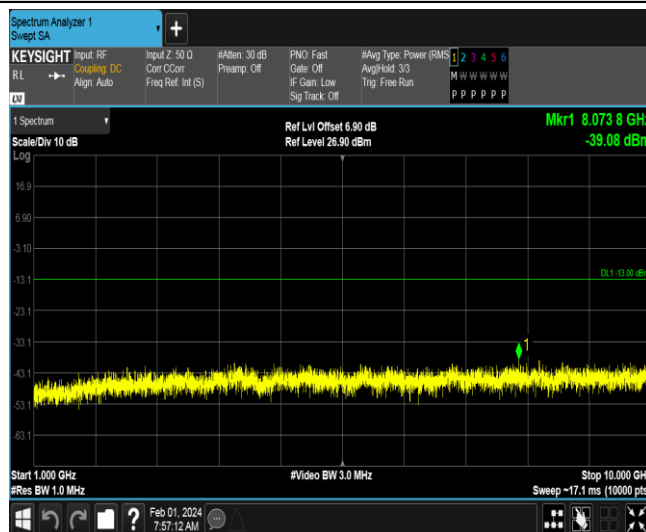 Spectrum Analyzer 1
Swept SA
KEYSIGHT
RL
LXI
Input: RF
Coupling: DC
Align: Auto
Input Z: 50 Ω
Corr CCorr
Freq Ref: Int (S)
#Atten: 30 dB
Preamp: Off
PNO: Fast
Gate: Off
IF Gain: Low
Sig Track: Off
#Avg Type: Power (RMS
Avg|Hold: 3/3
Trig: Free Run
1 2 3 4 5 6
M W W W W W
P P P P P P
1 Spectrum
Scale/Div 10 dB
Log
Ref Lvl Offset 6.90 dB
Ref Level 26.90 dBm
Mkr1 8.073 8 GHz
-39.08 dBm
16.9
6.90
-3.10
-13.1
DL1 -13.00 dBm
-23.1
-33.1
1
-43.1
-53.1
-63.1
Start 1.000 GHz
#Video BW 3.0 MHz
Stop 10.000 GHz
#Res BW 1.0 MHz
Sweep ~17.1 ms (10000 pts
?
Feb 01, 2024
7:57:12 AM